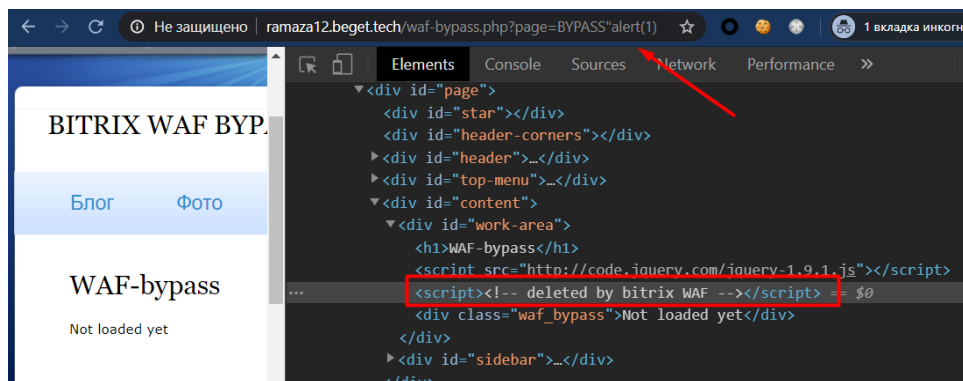 Не защищено | ramaza12.beget.tech/waf-bypass.php?page=BYPASS"alert(1)
1 вкладка инкогн
Elements Console Sources Network Performance »
<div id="page">
<div id="star"></div>
<div id="header-corners"></div>
<div id="header">…</div>
<div id="top-menu">…</div>
<div id="content">
<div id="work-area">
<h1>WAF-bypass</h1>
<script src="http://code.jquery.com/jquery-1.9.1.js"></script>
<script><!-- deleted by bitrix WAF --></script> == $0
<div class="waf_bypass">Not loaded yet</div>
</div>
<div id="sidebar">…</div>
</div>
BITRIX WAF BYPA
Блог Фото
WAF-bypass
Not loaded yet